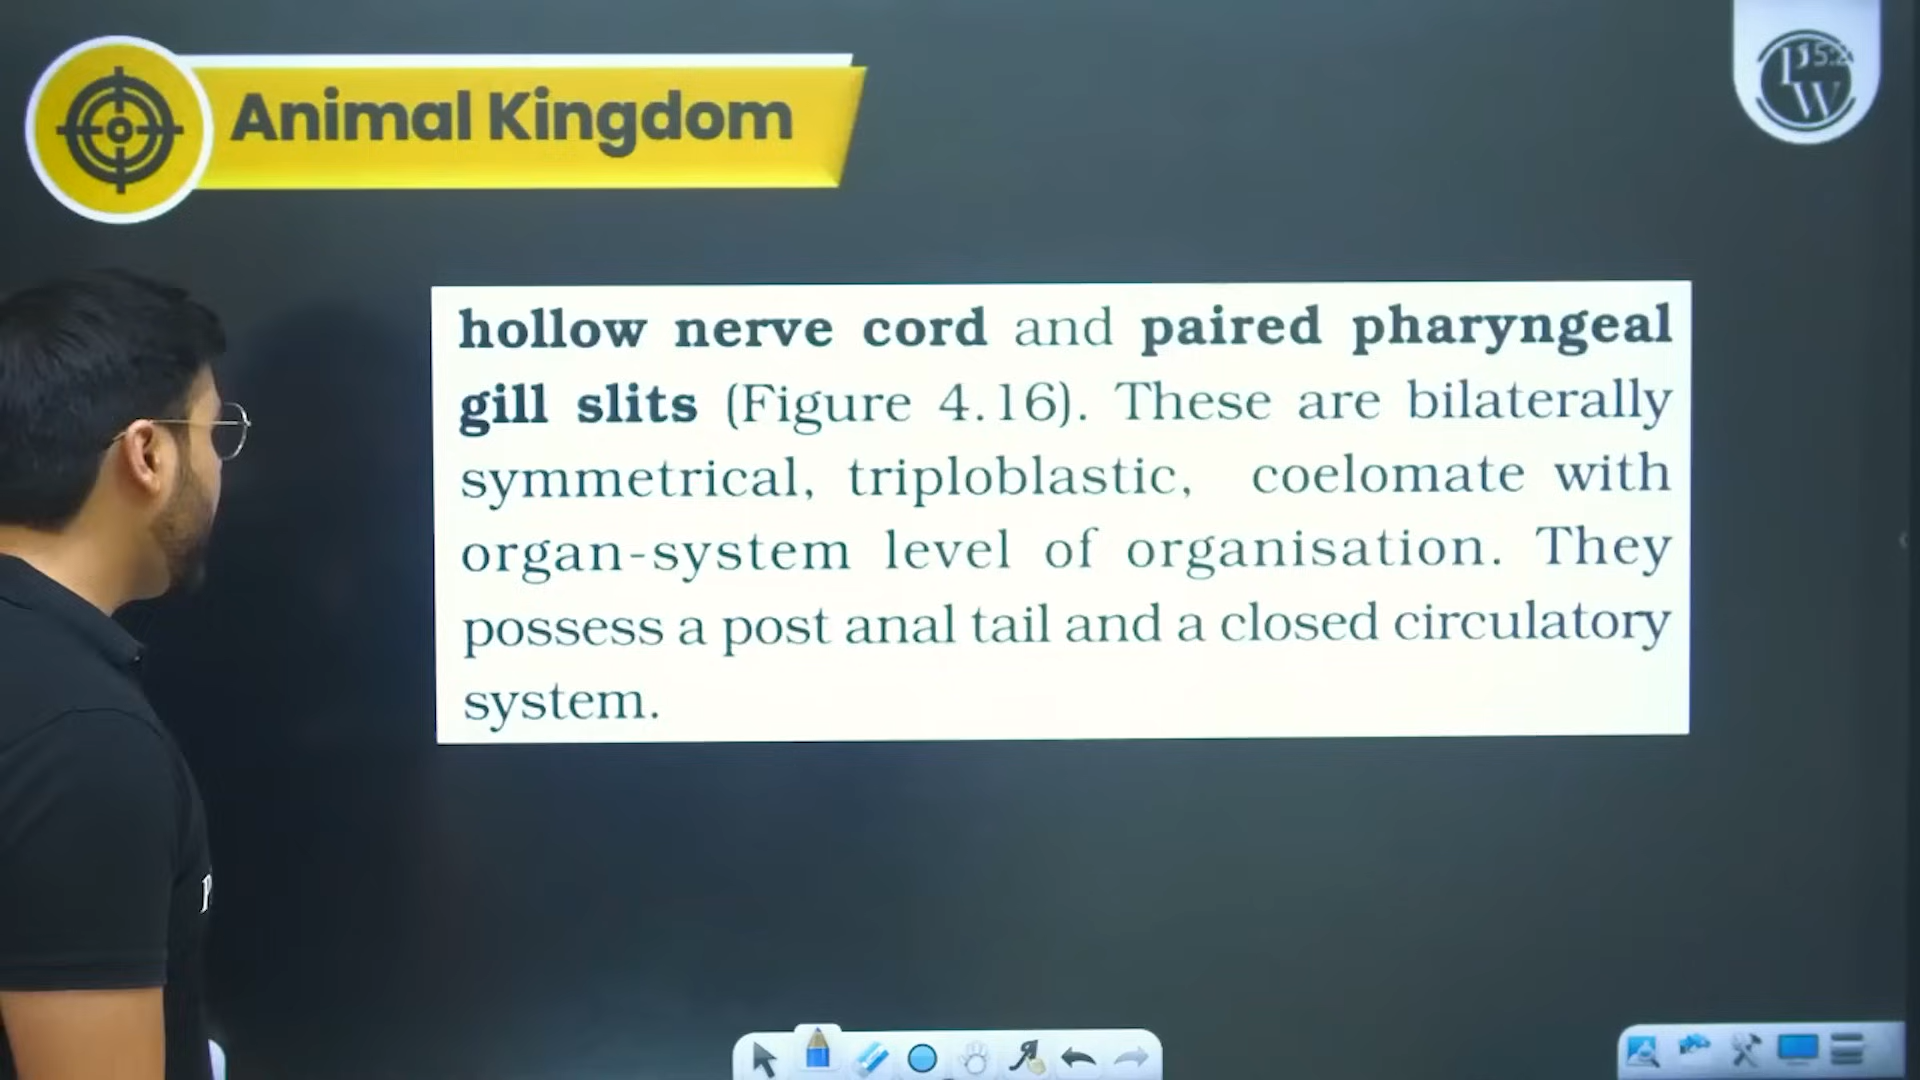 Animal Kingdom
PW
hollow nerve cord and paired pharyngeal
gill slits (Figure 4.16). These are bilaterally
symmetrical, triploblastic, coelomate with
organ-system level of organisation. They
possess a post anal tail and a closed circulatory
system.